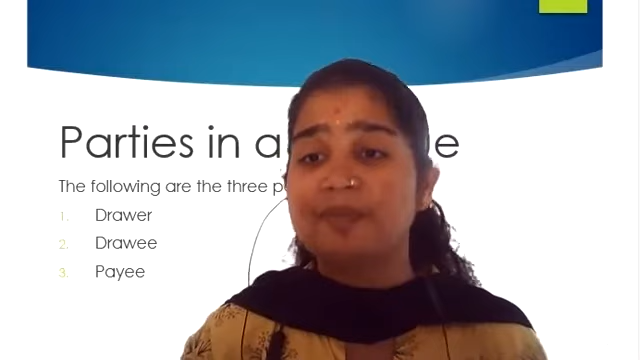 Parties in a e
The following are the three p
1. Drawer
2. Drawee
3. Payee